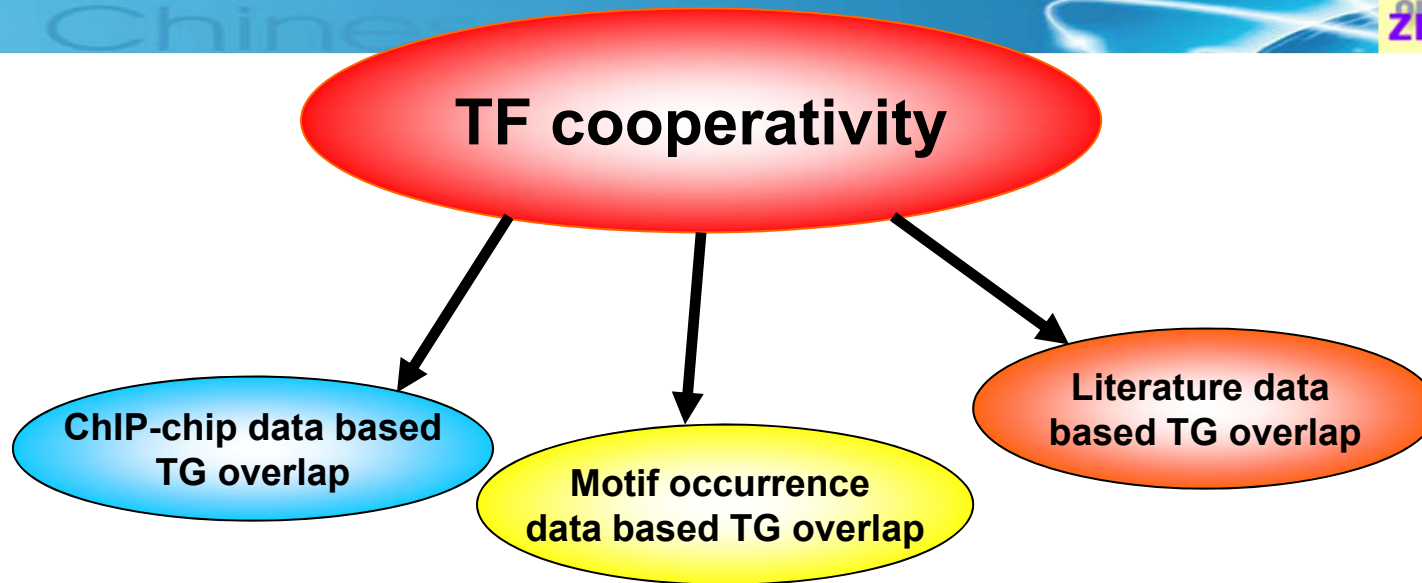 Chines
TF cooperativity
ChIP-chip data based
TG overlap
Motif occurrence
data based TG overlap
Literature data
based TG overlap